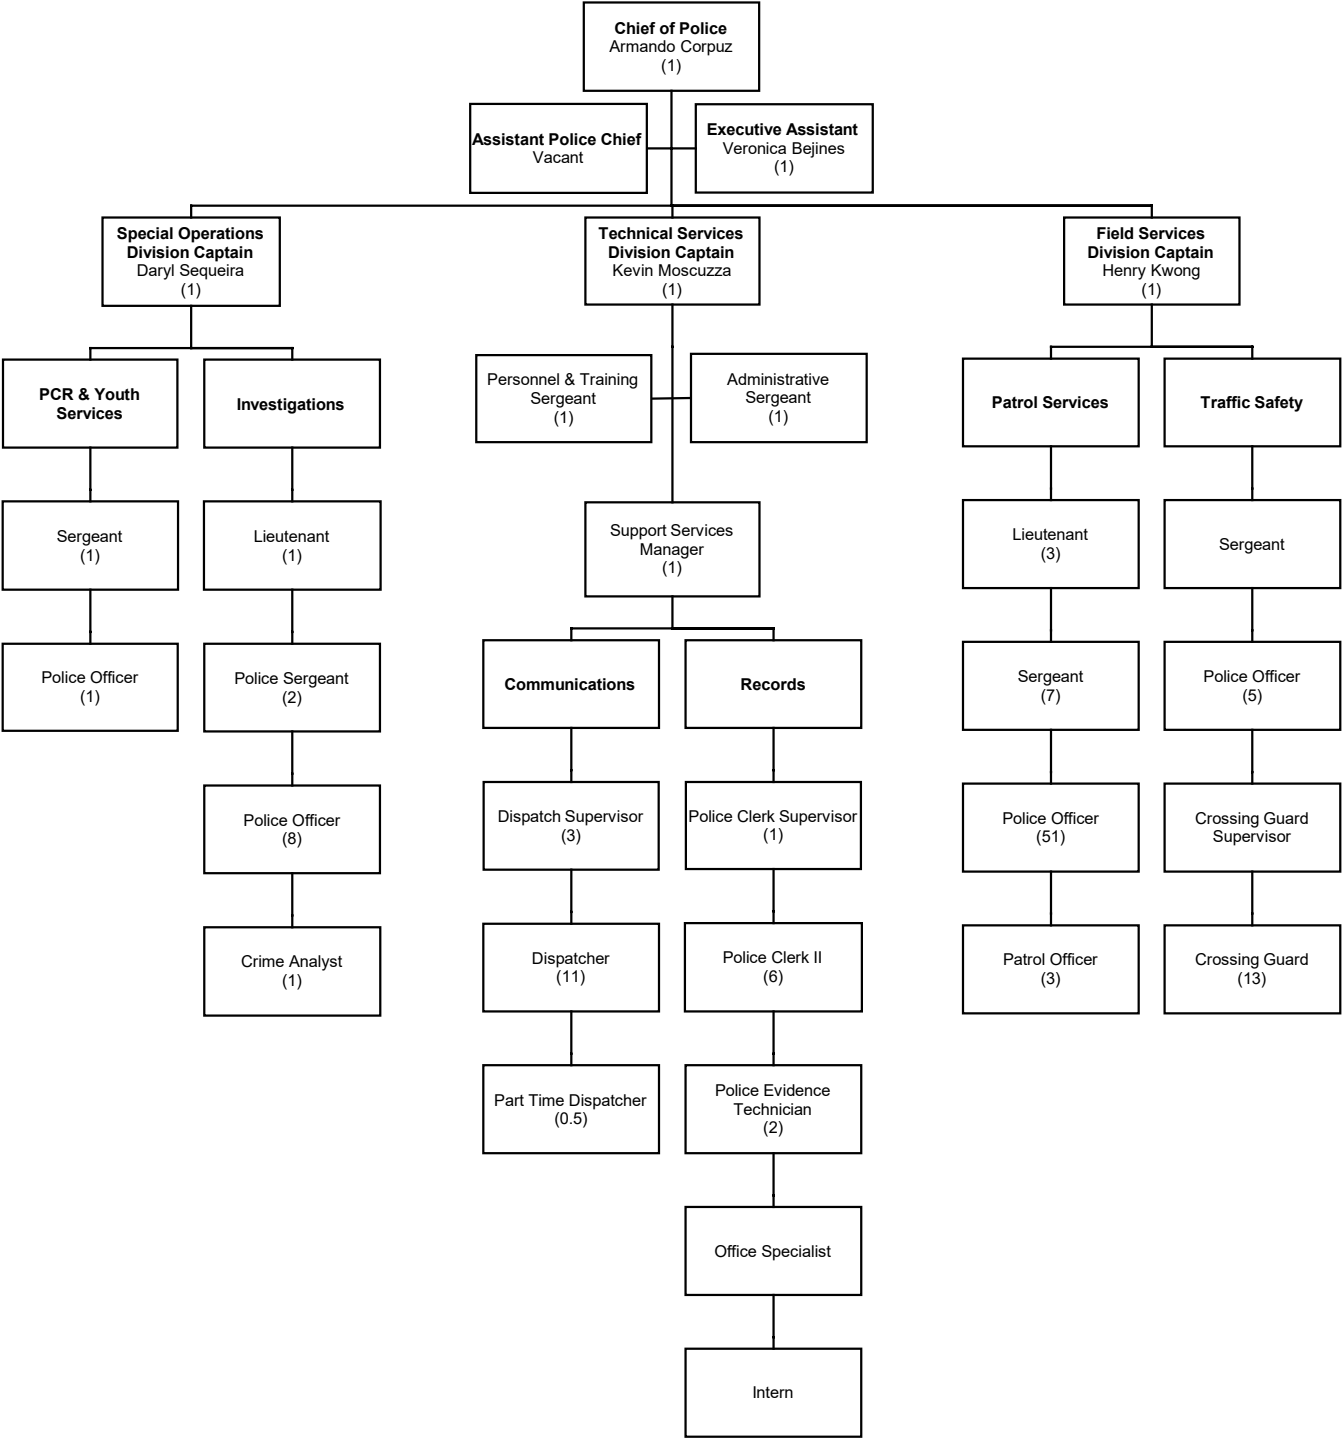 Chief of Police
Armando Corpuz
(1)
Assistant Police Chief
Vacant
Executive Assistant
Veronica Bejines
(1)
Special Operations
Division Captain
Daryl Sequeira
(1)
Technical Services
Division Captain
Kevin Moscuzza
(1)
Field Services
Division Captain
Henry Kwong
(1)
PCR & Youth
Services
Sergeant
(1)
Police Officer
(1)
Investigations
Lieutenant
(1)
Police Sergeant
(2)
Police Officer
(8)
Crime Analyst
(1)
Personnel & Training
Sergeant
(1)
Administrative
Sergeant
(1)
Support Services
Manager
(1)
Communications
Dispatch Supervisor
(3)
Dispatcher
(11)
Part Time Dispatcher
(0.5)
Records
Police Clerk Supervisor
(1)
Police Clerk II
(6)
Police Evidence
Technician
(2)
Office Specialist
Intern
Patrol Services
Lieutenant
(3)
Sergeant
(7)
Police Officer
(51)
Patrol Officer
(3)
Traffic Safety
Sergeant
Police Officer
(5)
Crossing Guard
Supervisor
Crossing Guard
(13)